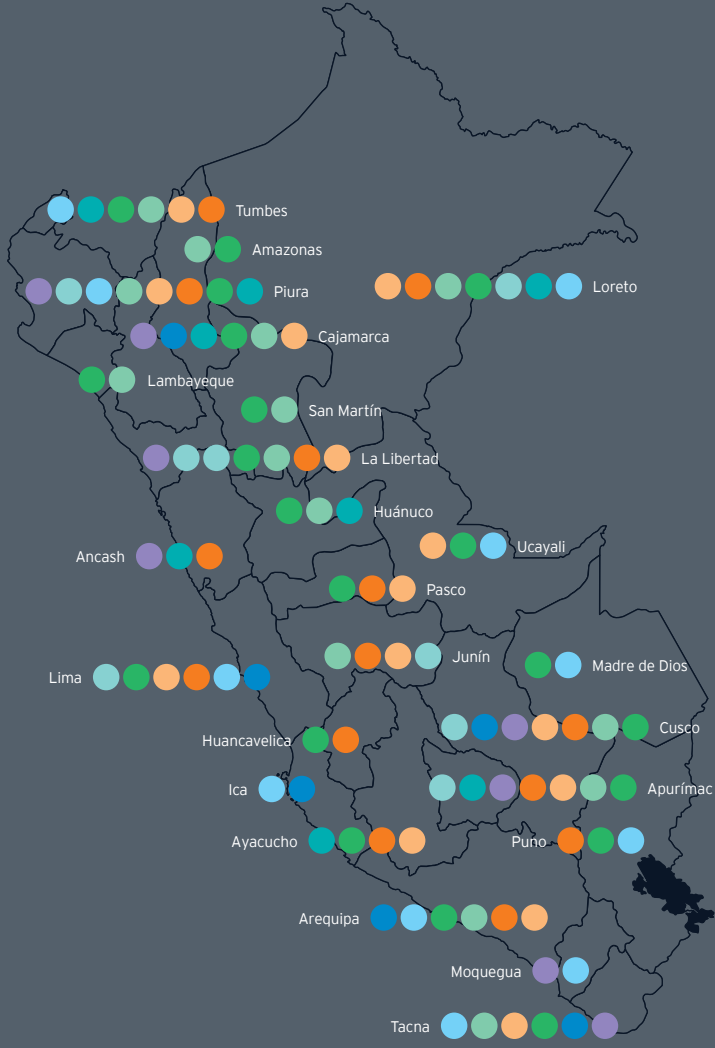 Tumbes
Amazonas
Loreto
Piura
Cajamarca
Lambayeque
San Martín
La Libertad
Huánuco
Ucayali
Ancash
Pasco
Junín
Madre de Dios
Lima
Cusco
Huancavelica
Ica
Apurímac
Ayacucho
Puno
Arequipa
Moquegua
Tacna